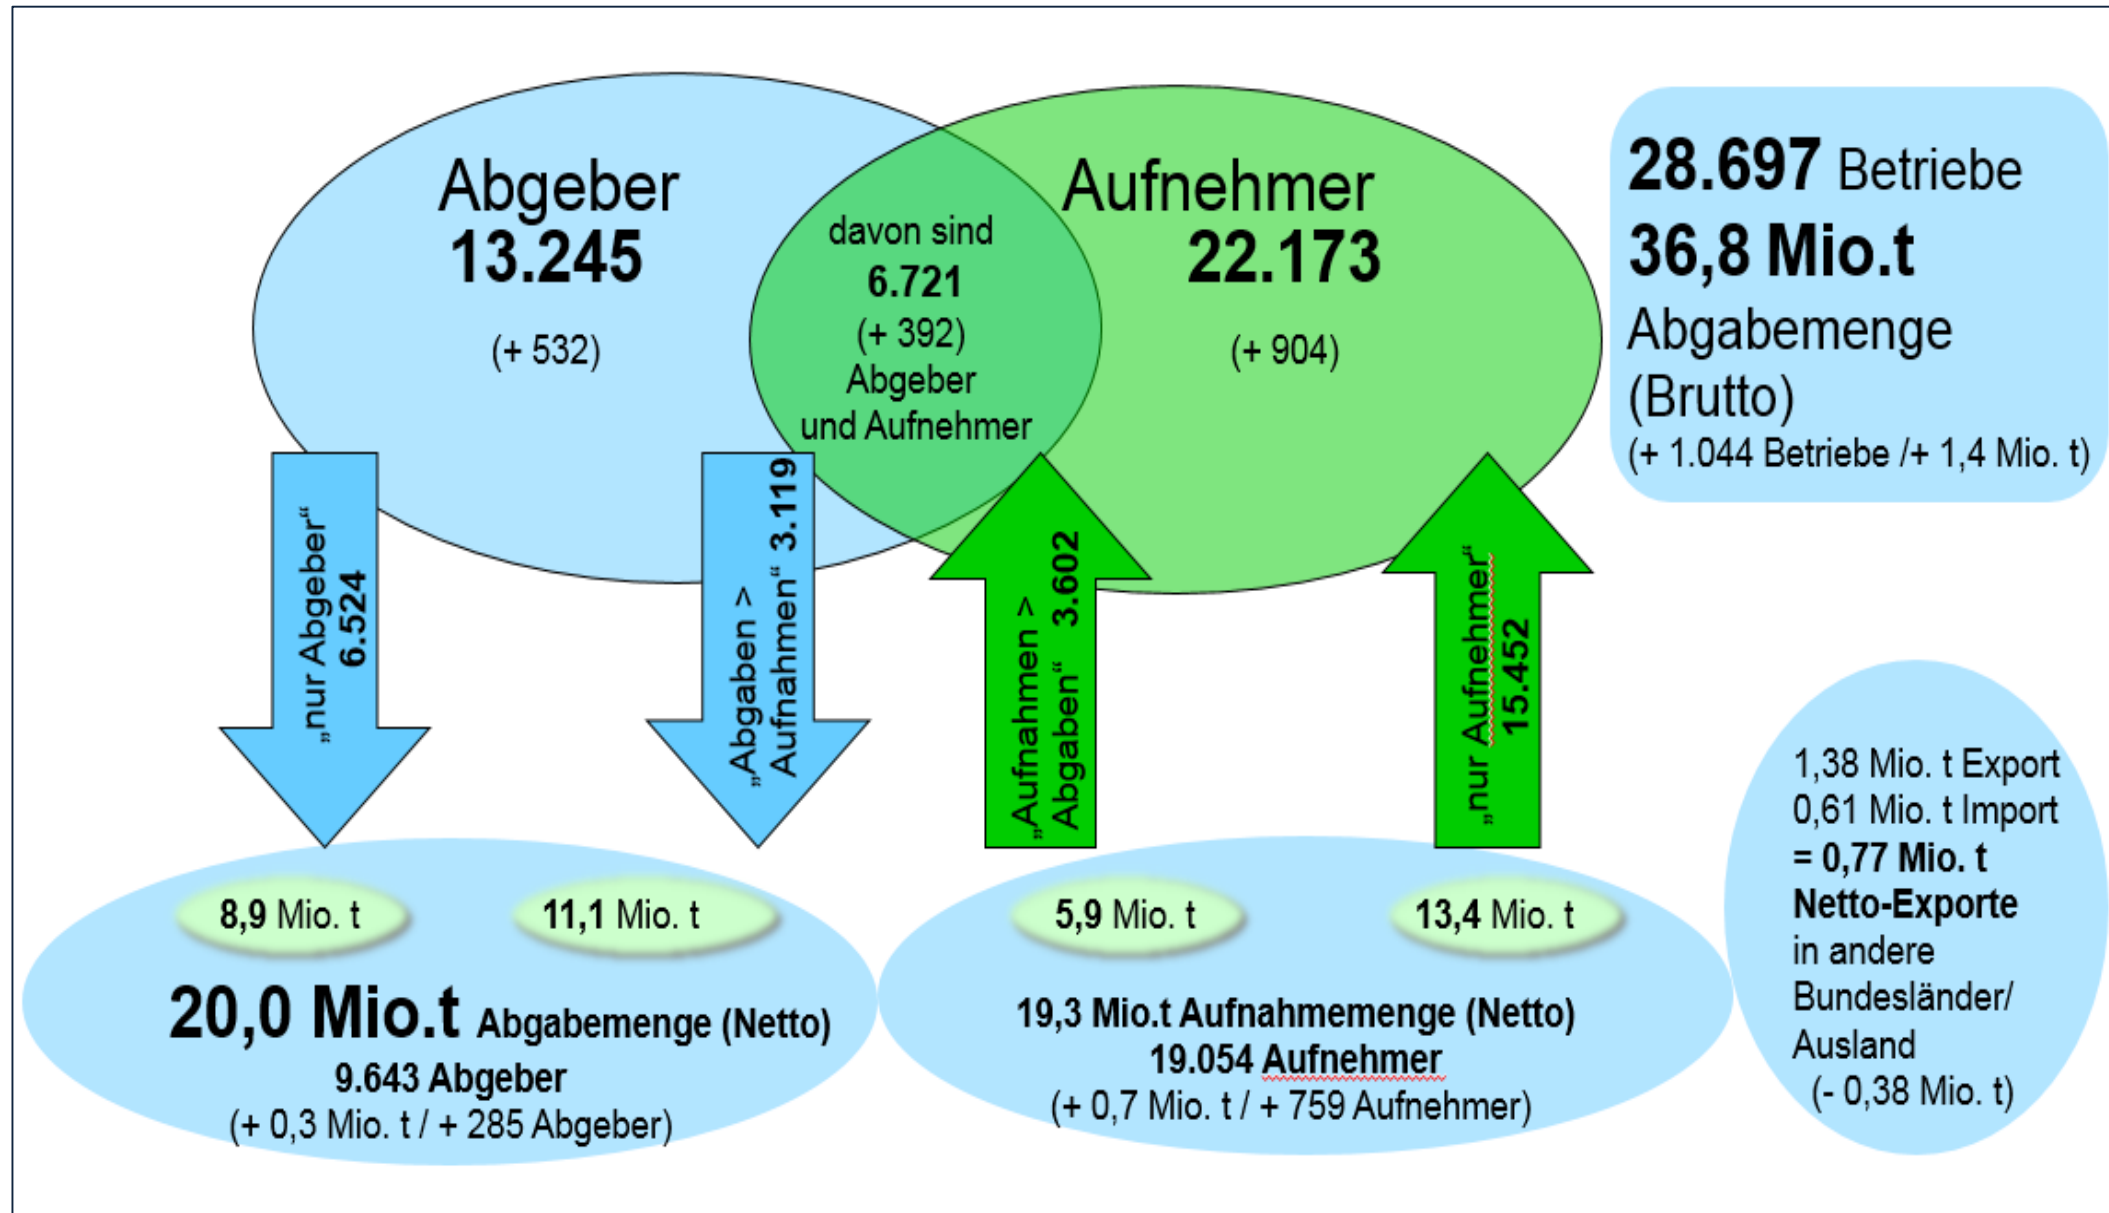 Abgeber
13.245
(+ 532)
davon sind
6.721
(+ 392)
Abgeber
und Aufnehmer
Aufnehmer
22.173
(+ 904)
28.697 Betriebe
36,8 Mio.t
Abgabemenge
(Brutto)
(+ 1.044 Betriebe /+ 1,4 Mio. t)
„nur Abgeber“
6.524
„Abgaben >
Aufnahmen“ 3.119
„Aufnahmen >
Abgaben“ 3.602
„nur Aufnehmer“
15.452
8,9 Mio. t
11,1 Mio. t
20,0 Mio.t Abgabemenge (Netto)
9.643 Abgeber
(+ 0,3 Mio. t / + 285 Abgeber)
5,9 Mio. t
13,4 Mio. t
19,3 Mio.t Aufnahmemenge (Netto)
19.054 Aufnehmer
(+ 0,7 Mio. t / + 759 Aufnehmer)
1,38 Mio. t Export
0,61 Mio. t Import
= 0,77 Mio. t
Netto-Exporte
in andere
Bundesländer/
Ausland
(- 0,38 Mio. t)